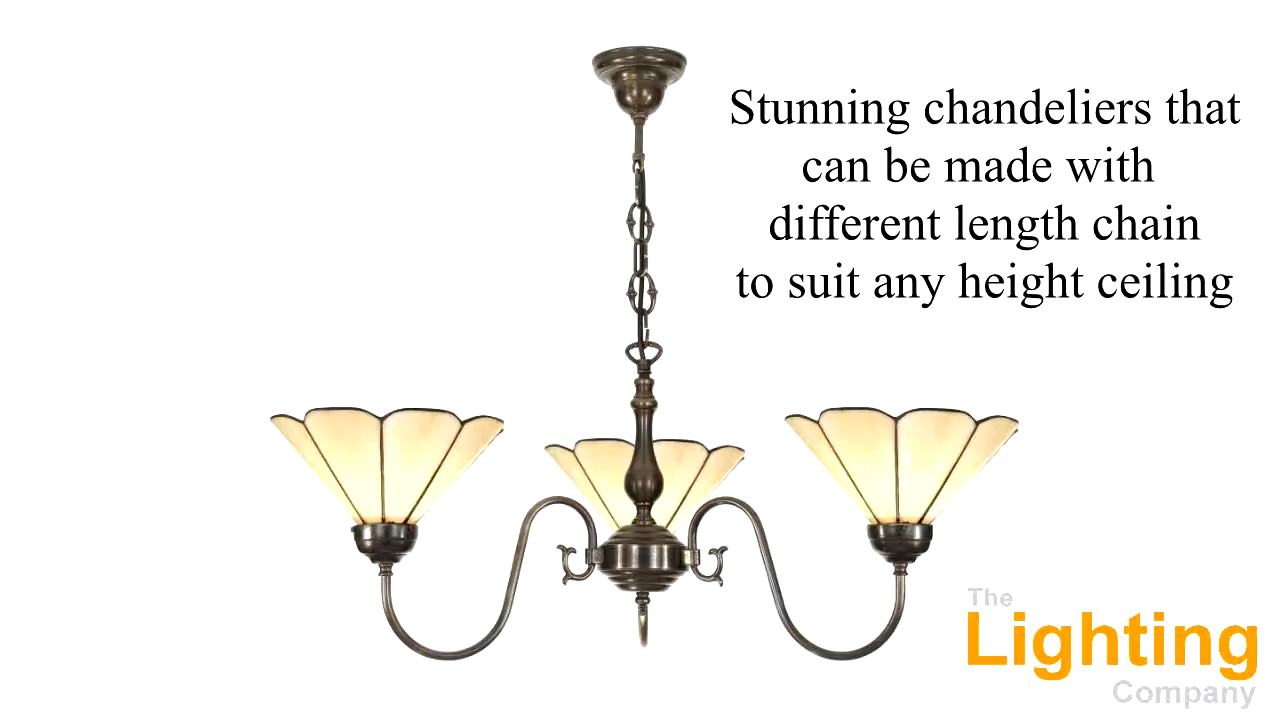 Stunning chandeliers that
can be made with
different length chain
to suit any height ceiling
The
Lighting
Company